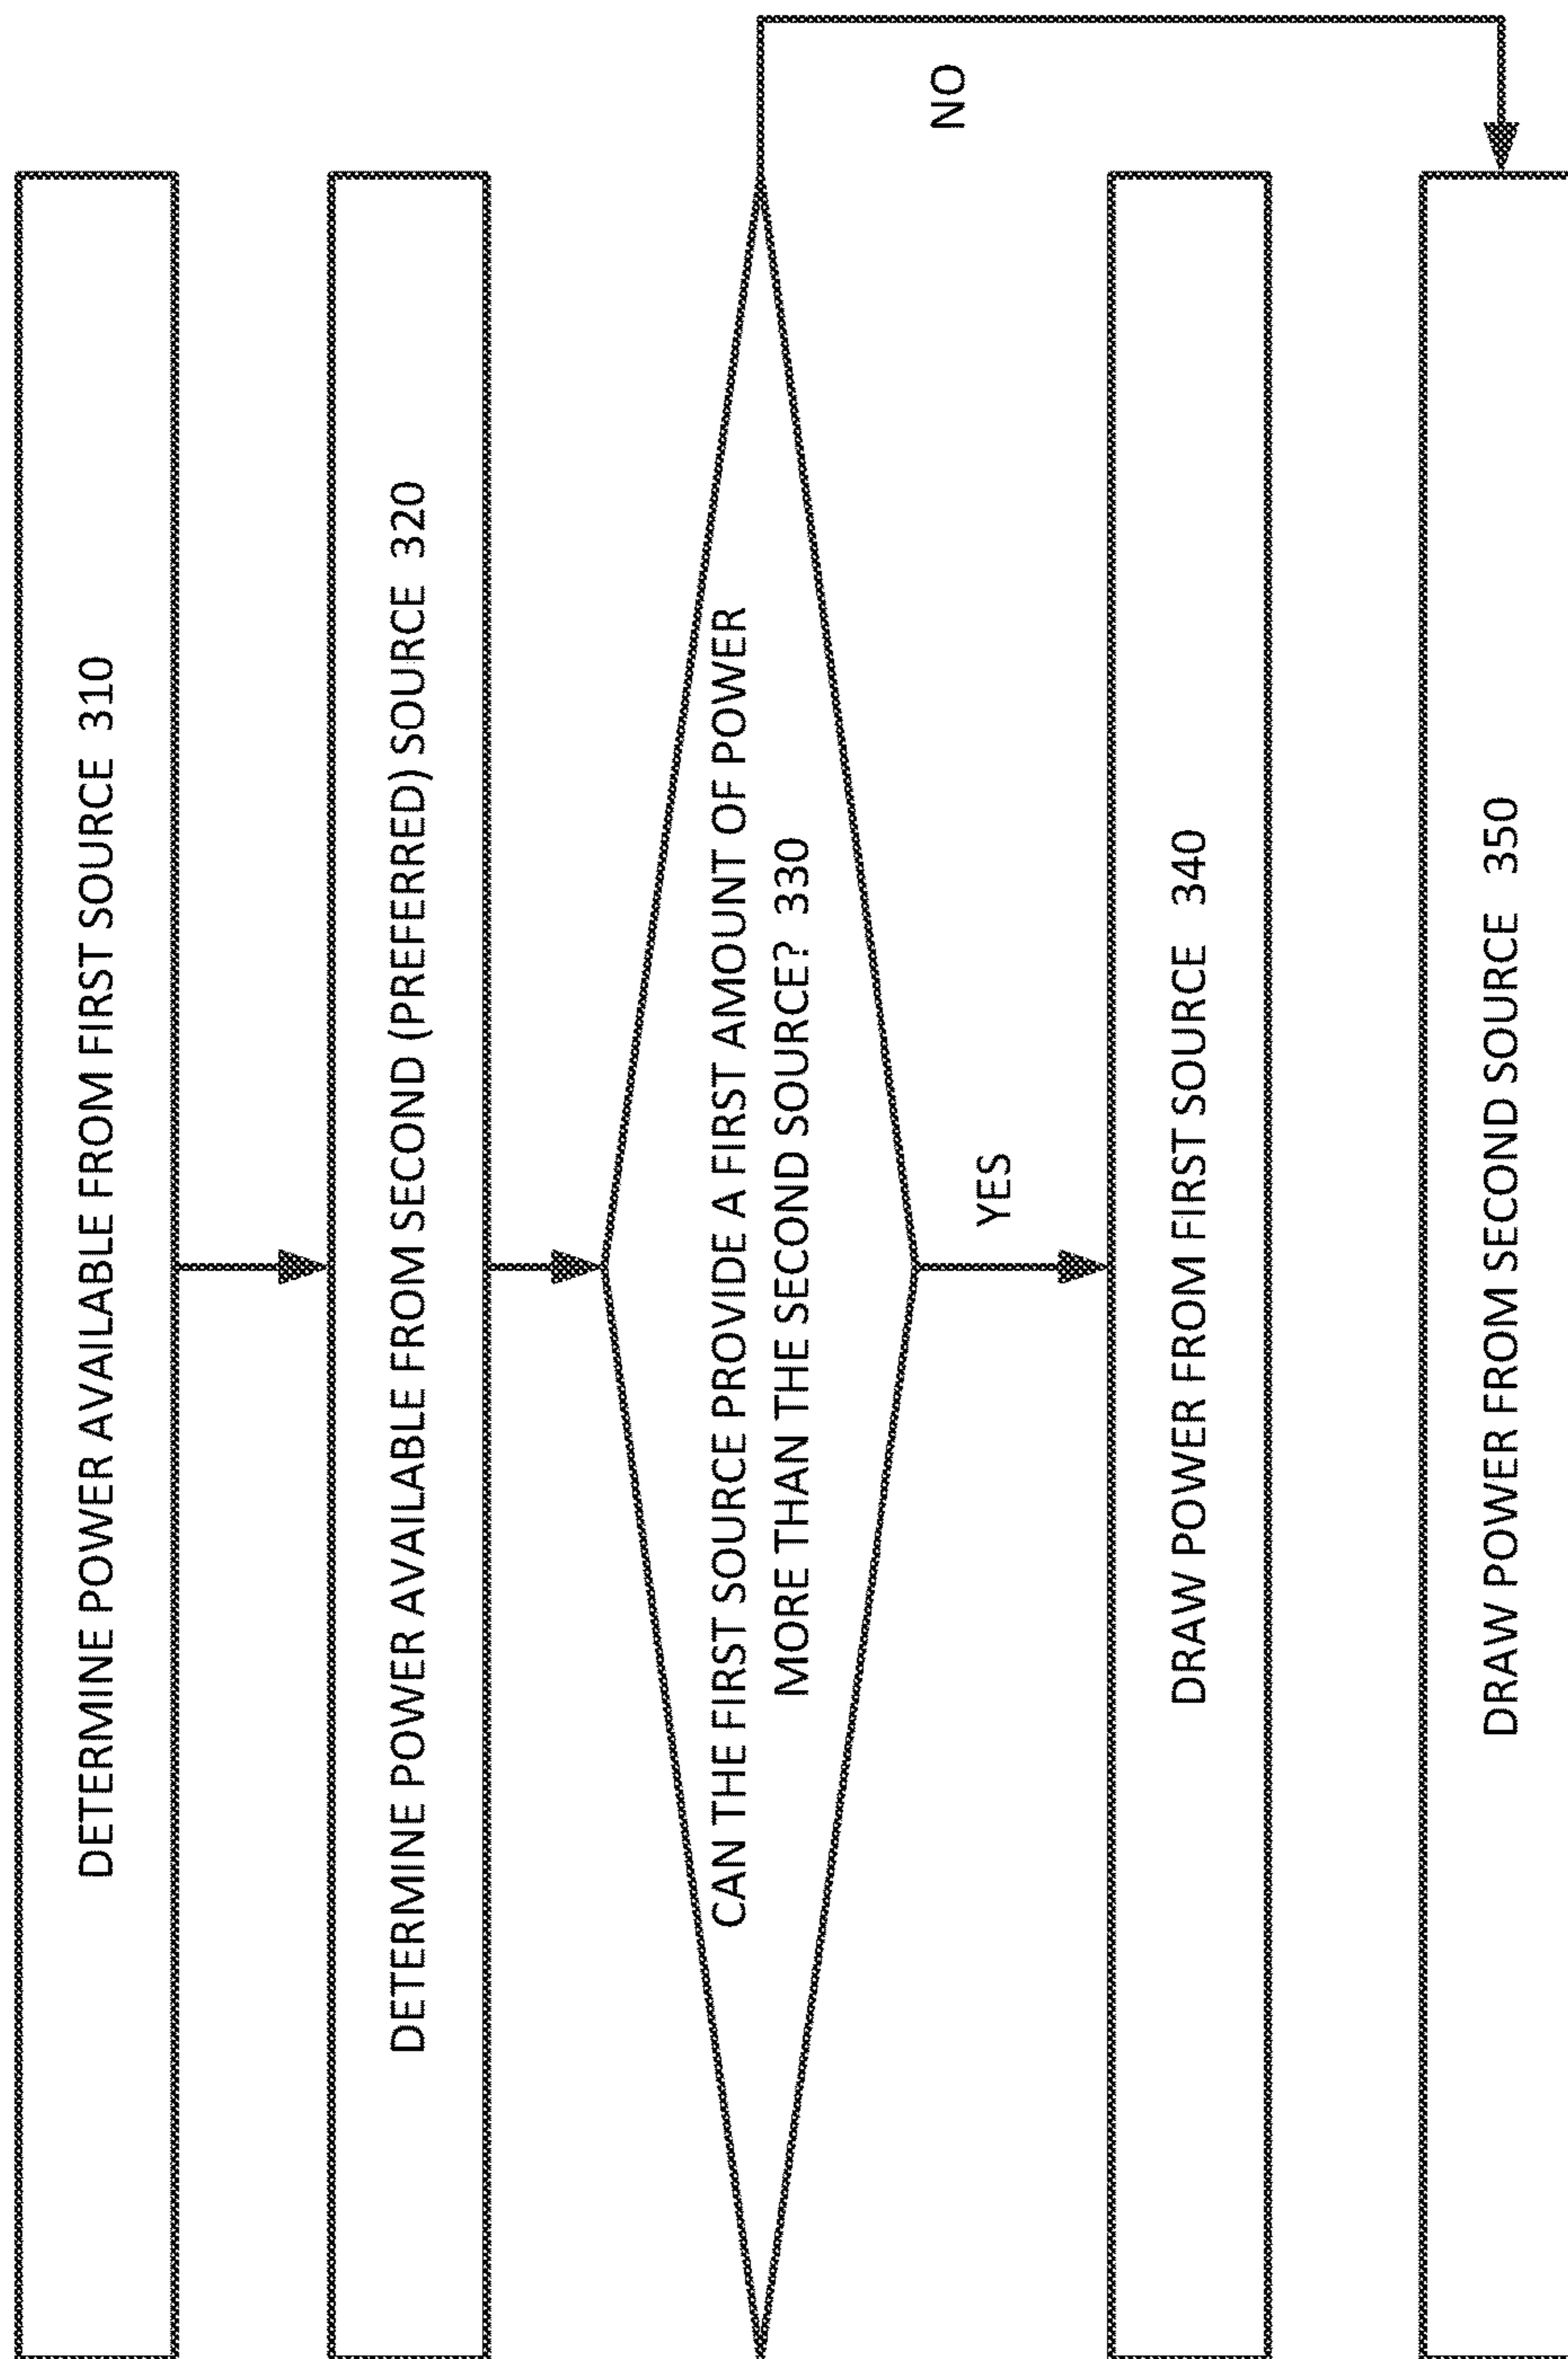 DETERMINE POWER AVAILABLE FROM FIRST SOURCE 310
DETERMINE POWER AVAILABLE FROM SECOND (PREFERRED) SOURCE 320
CAN THE FIRST SOURCE PROVIDE A FIRST AMOUNT OF POWER
MORE THAN THE SECOND SOURCE? 330
NO
YES
DRAW POWER FROM FIRST SOURCE 340
DRAW POWER FROM SECOND SOURCE 350